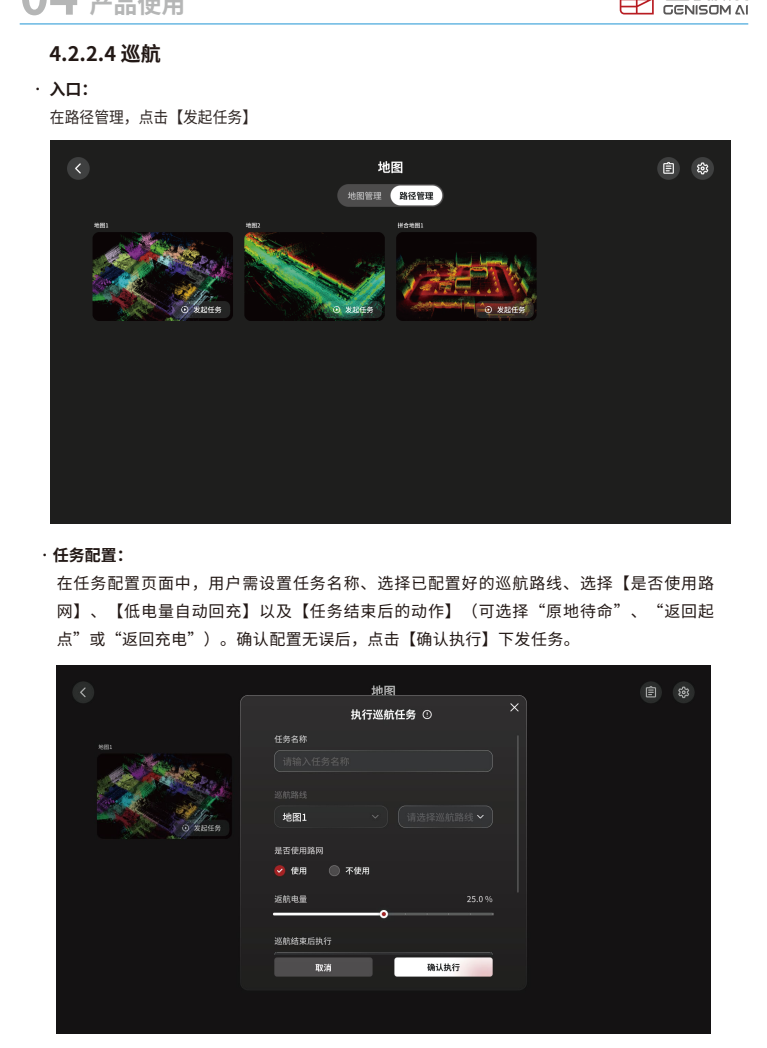 04 产品使用
GENISOM AI
4.2.2.4 巡航
· 入口：
在路径管理，点击【发起任务】
地图
地图管理 路径管理
地图1 地图2 拼合地图1
发起任务 发起任务 发起任务
· 任务配置：
在任务配置页面中，用户需设置任务名称、选择已配置好的巡航路线、选择【是否使用路
网】、【低电量自动回充】以及【任务结束后的动作】（可选择“原地待命”、“返回起
点”或“返回充电”）。确认配置无误后，点击【确认执行】下发任务。
地图
执行巡航任务
任务名称
地图1
请输入任务名称
巡航路线
地图1 请选择巡航路线
发起任务
是否使用路网
使用 不使用
返航电量 25.0 %
巡航结束后执行
取消 确认执行